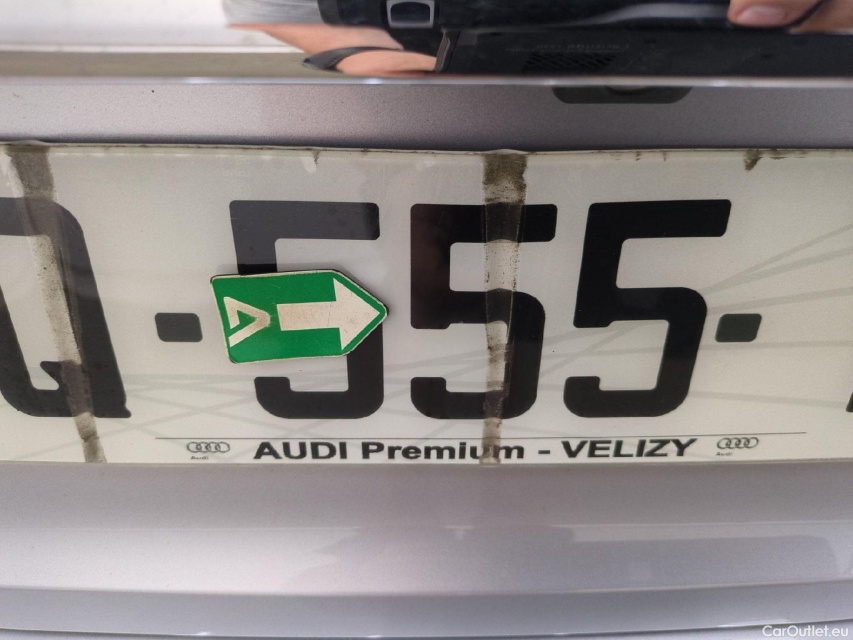 Q-555-
V
AUDI Premium - VELIZY
Audi
Audi
CarOutlet.eu